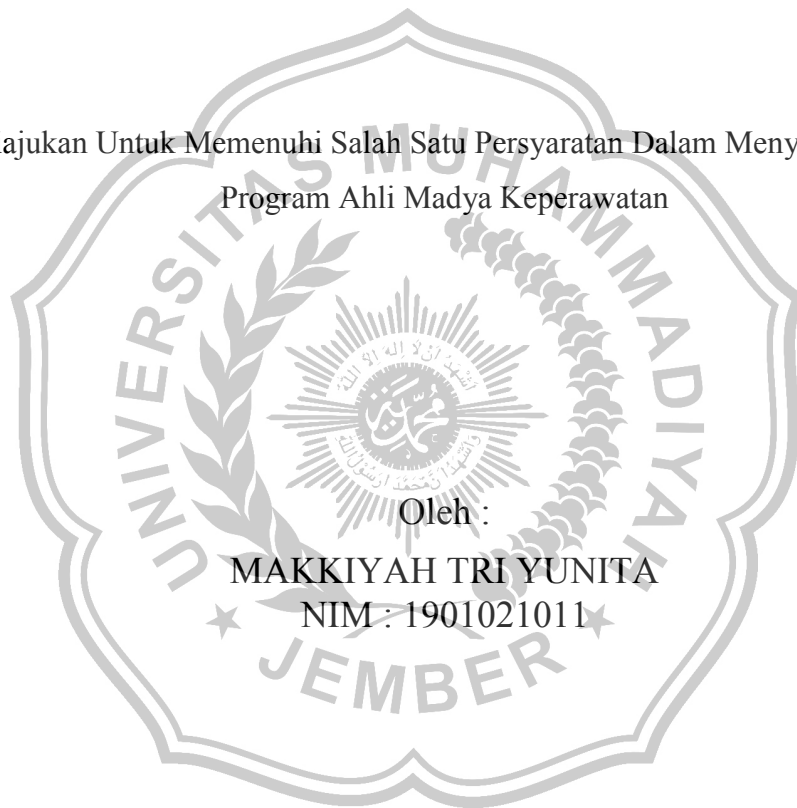 ajukan Untuk Memenuhi Salah Satu Persyaratan Dalam Meny
Program Ahli Madya Keperawatan
UNIVERSITAS MUHAMMADIYAH
JEMBER
Oleh :
MAKKIYAH TRI YUNITA
NIM : 1901021011